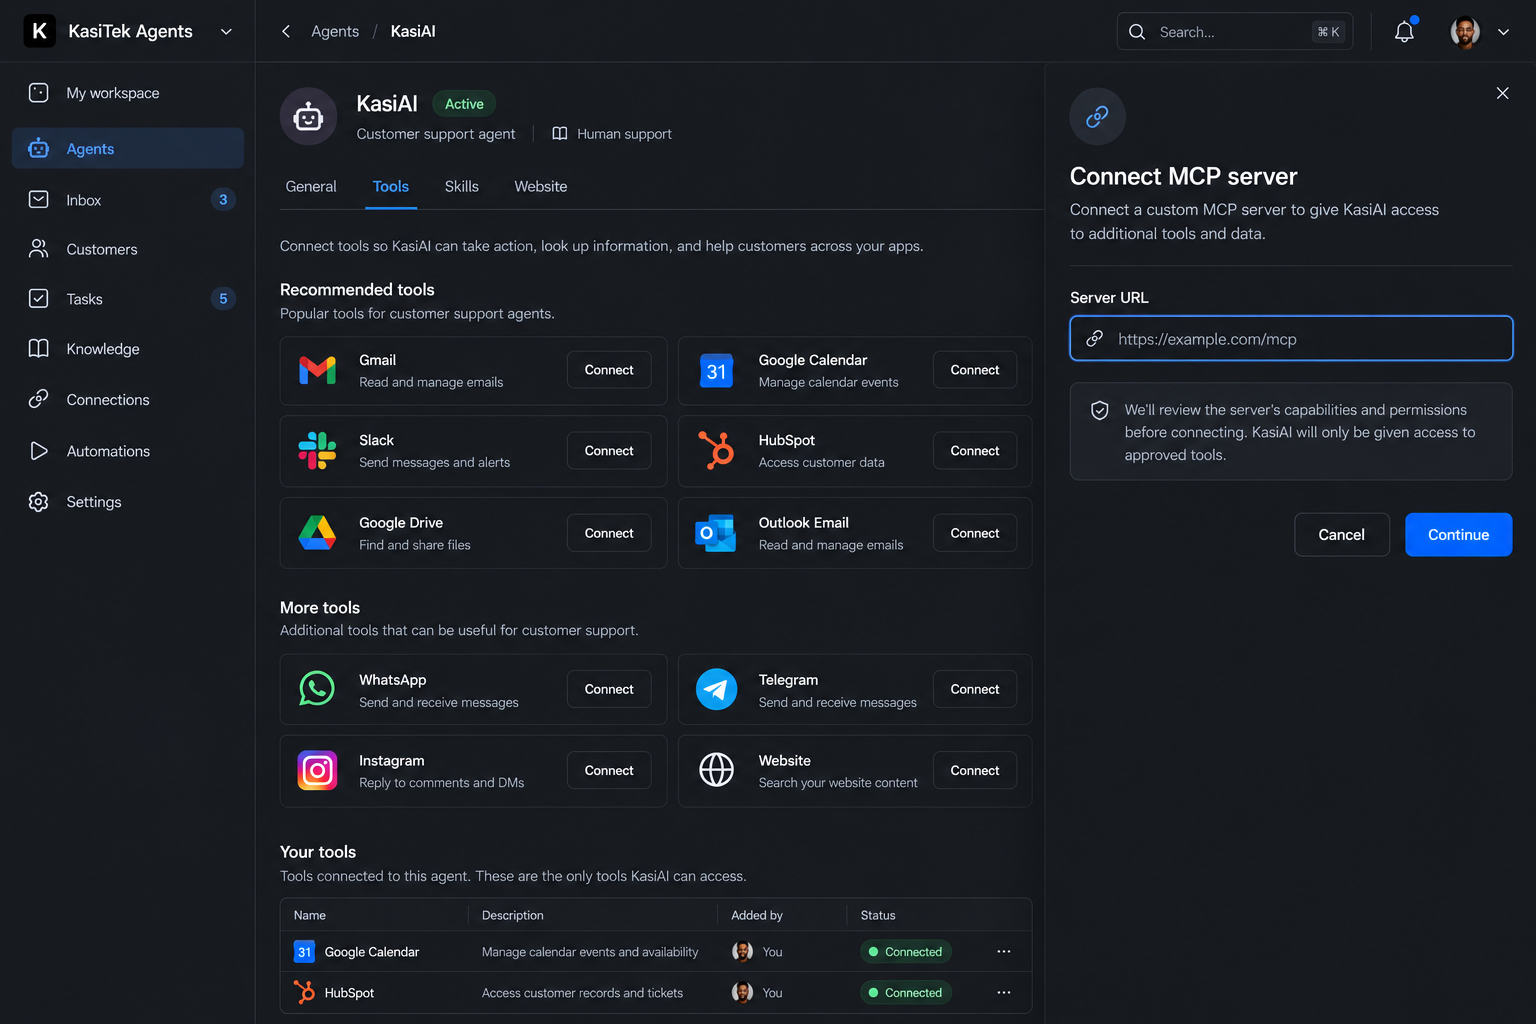 K
KasiTek Agents
My workspace
Agents
Inbox
3
Customers
Tasks
5
Knowledge
Connections
Automations
Settings
Agents / KasiAI
Search...
⌘ K
KasiAI
Active
Customer support agent
Human support
General
Tools
Skills
Website
Connect tools so KasiAI can take action, look up information, and help customers across your apps.
Recommended tools
Popular tools for customer support agents.
Gmail
Read and manage emails
Connect
31
Google Calendar
Manage calendar events
Connect
Slack
Send messages and alerts
Connect
HubSpot
Access customer data
Connect
Google Drive
Find and share files
Connect
O
Outlook Email
Read and manage emails
Connect
More tools
Additional tools that can be useful for customer support.
WhatsApp
Send and receive messages
Connect
Telegram
Send and receive messages
Connect
Instagram
Reply to comments and DMs
Connect
Website
Search your website content
Connect
Your tools
Tools connected to this agent. These are the only tools KasiAI can access.
Name
Description
Added by
Status
31
Google Calendar
Manage calendar events and availability
You
Connected
...
HubSpot
Access customer records and tickets
You
Connected
...
Connect MCP server
Connect a custom MCP server to give KasiAI access
to additional tools and data.
Server URL
https://example.com/mcp
We'll review the server's capabilities and permissions
before connecting. KasiAI will only be given access to
approved tools.
Cancel
Continue